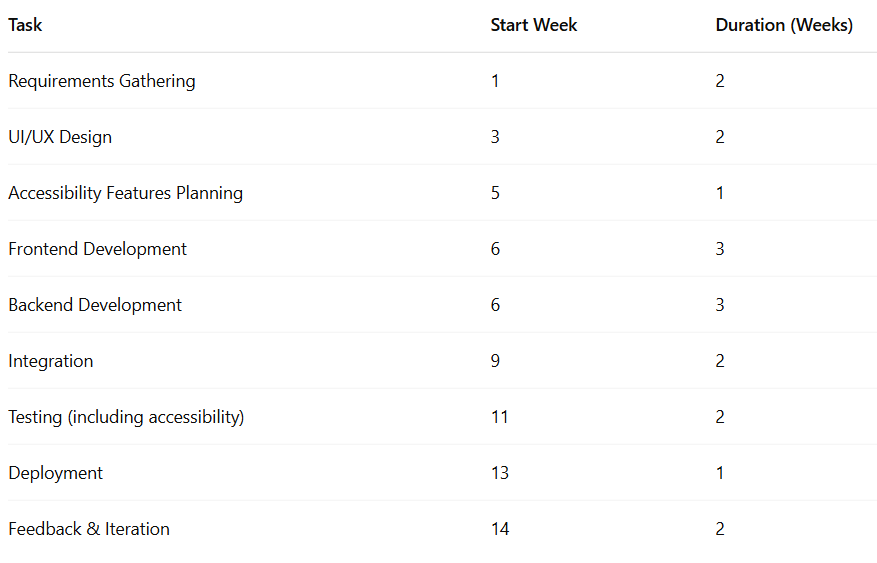 Task Start Week Duration (Weeks)
Requirements Gathering 1 2
UI/UX Design 3 2
Accessibility Features Planning 5 1
Frontend Development 6 3
Backend Development 6 3
Integration 9 2
Testing (including accessibility) 11 2
Deployment 13 1
Feedback & Iteration 14 2